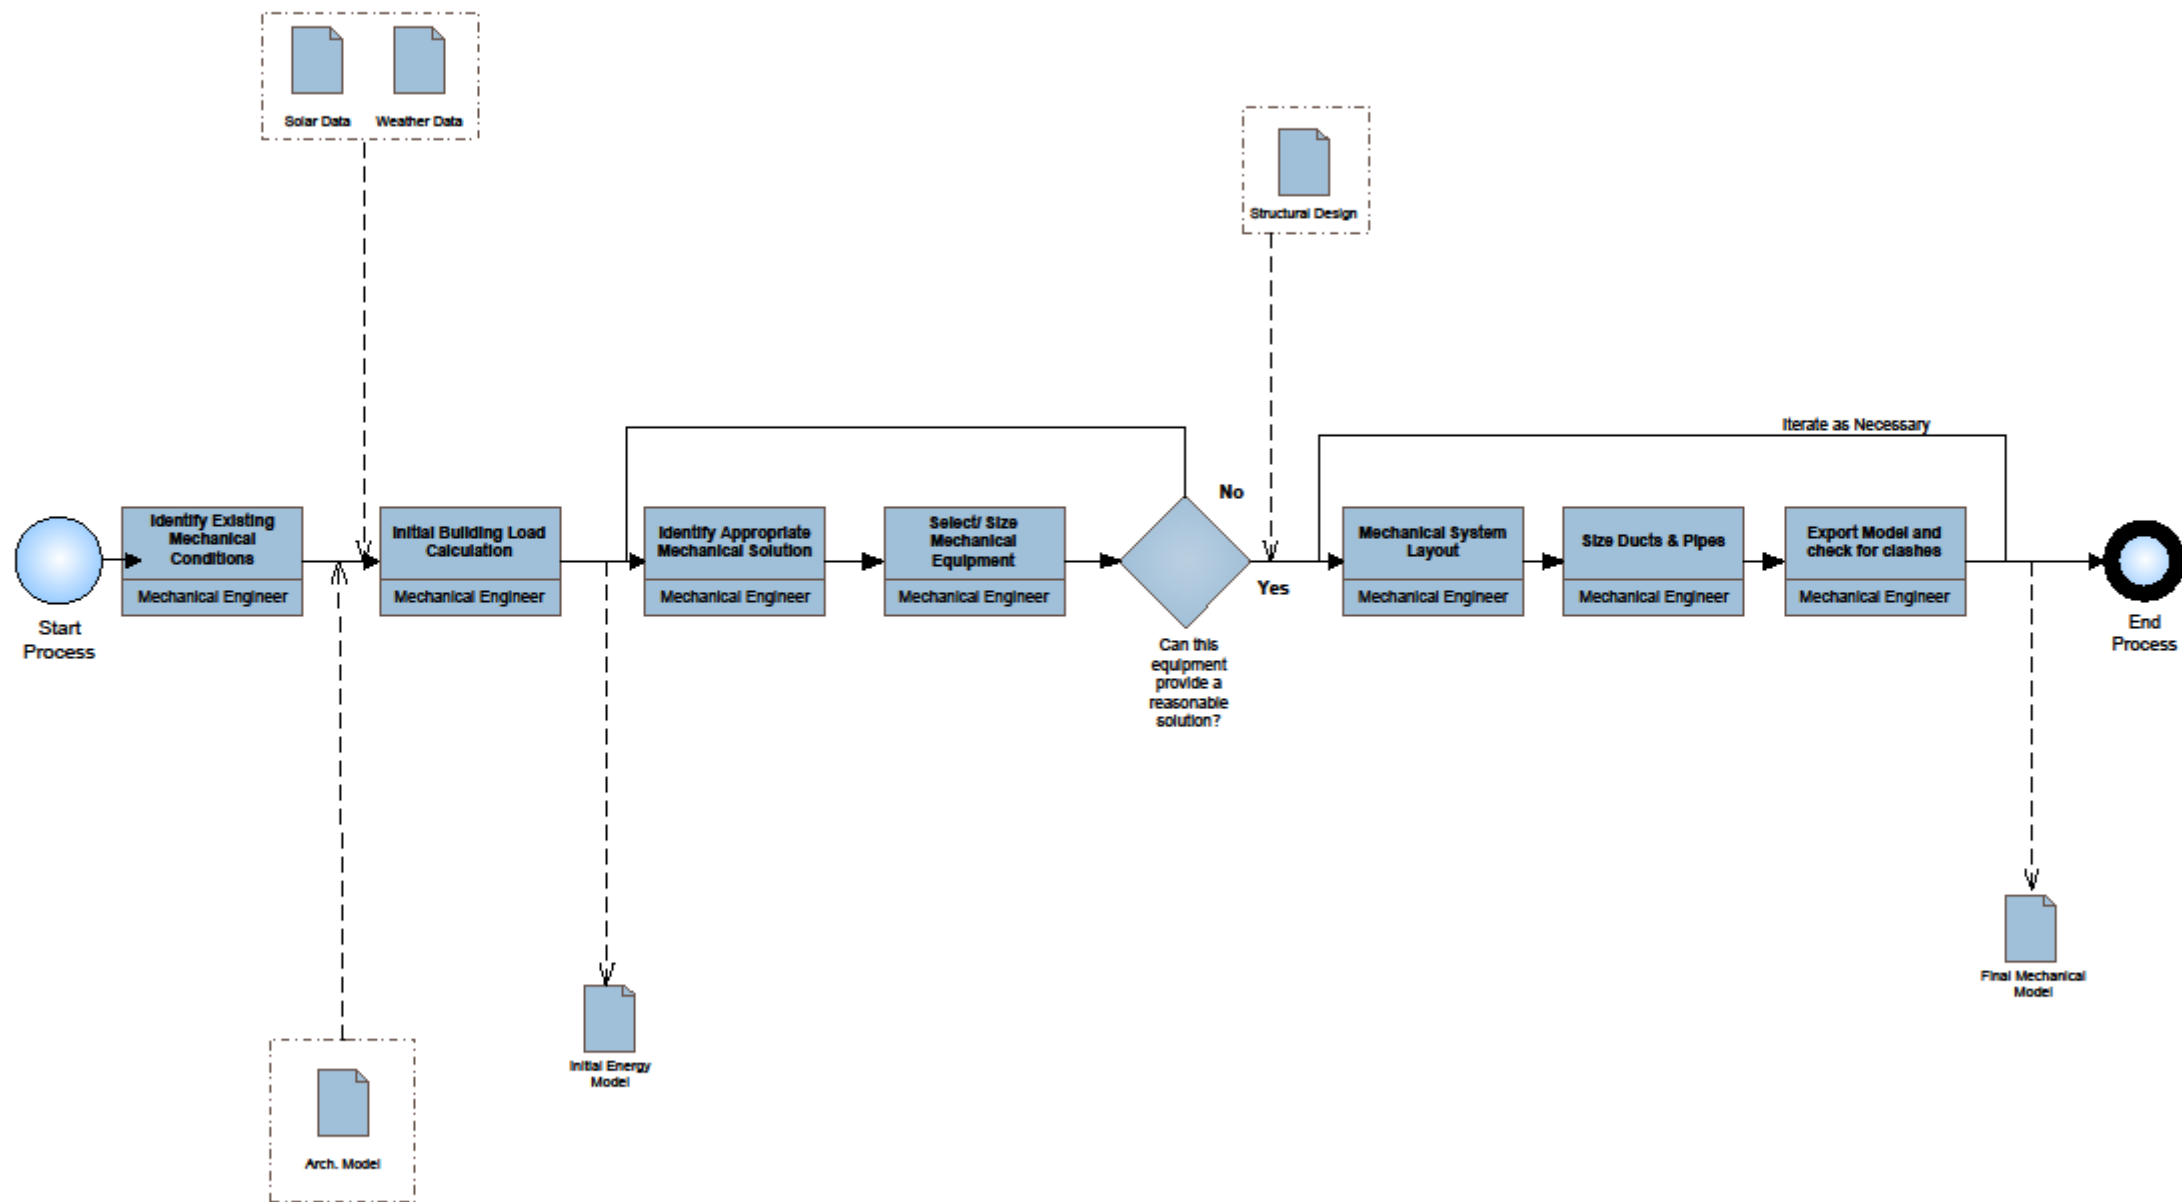 Solar Data
Weather Data
Structural Design
Iterate as Necessary
No
Start
Process
Identify Existing
Mechanical
Conditions
Mechanical Engineer
Initial Building Load
Calculation
Mechanical Engineer
Identify Appropriate
Mechanical Solution
Mechanical Engineer
Select/ Size
Mechanical
Equipment
Mechanical Engineer
Can this
equipment
provide a
reasonable
solution?
Yes
Mechanical System
Layout
Mechanical Engineer
Size Ducts & Pipes
Mechanical Engineer
Export Model and
check for clashes
Mechanical Engineer
End
Process
Final Mechanical
Model
Initial Energy
Model
Arch. Model